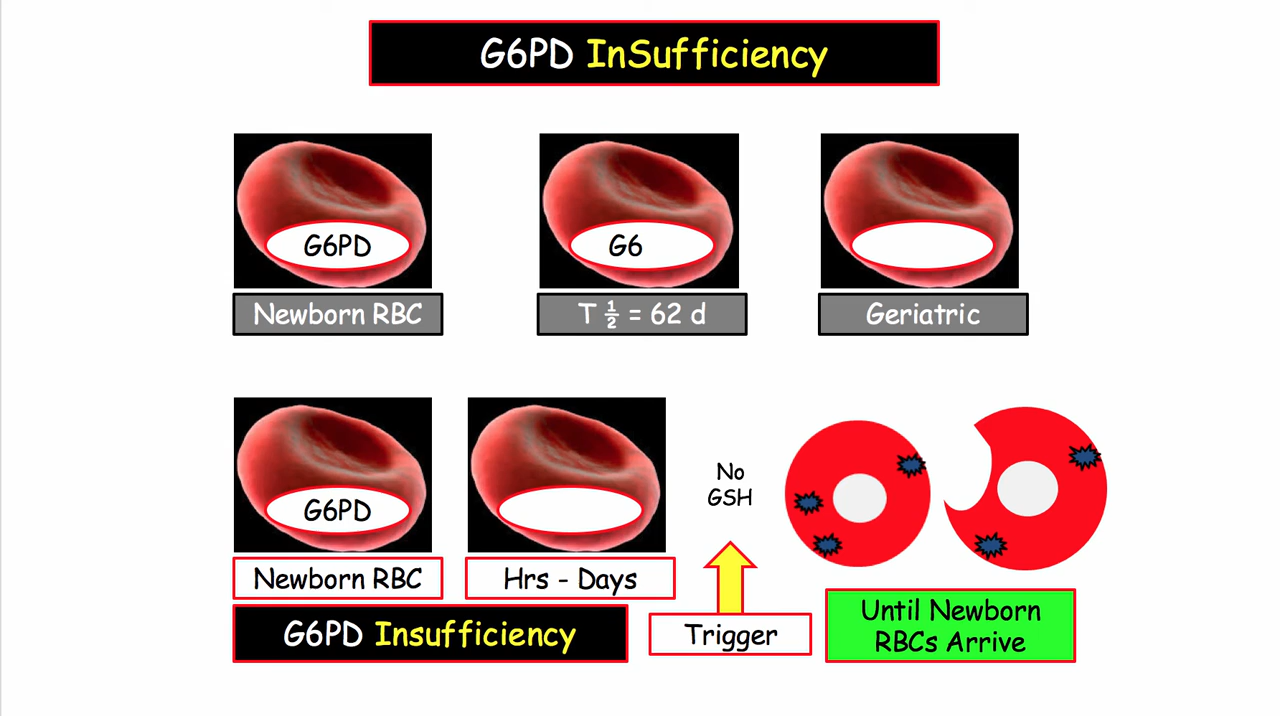 G6PD InSufficiency
G6PD
G6
Newborn RBC
T ½ = 62 d
Geriatric
G6PD
No
GSH
Newborn RBC
Hrs - Days
G6PD Insufficiency
Trigger
Until Newborn
RBCs Arrive